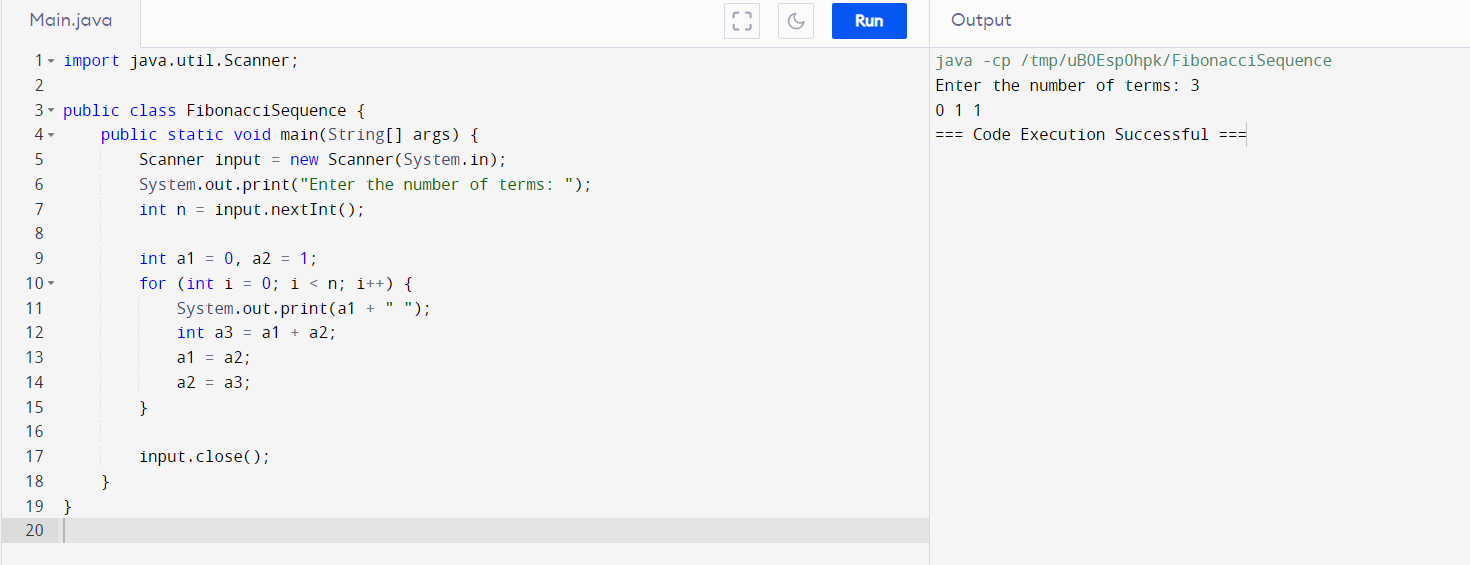 Main.java
Run
Output
1 import java.util.Scanner;
2
3 public class FibonacciSequence {
4     public static void main(String[] args) {
5         Scanner input = new Scanner(System.in);
6         System.out.print("Enter the number of terms: ");
7         int n = input.nextInt();
8
9         int a1 = 0, a2 = 1;
10         for (int i = 0; i < n; i++) {
11             System.out.print(a1 + " ");
12             int a3 = a1 + a2;
13             a1 = a2;
14             a2 = a3;
15         }
16
17         input.close();
18     }
19 }
20
java -cp /tmp/uBOEspOhpk/FibonacciSequence
Enter the number of terms: 3
0 1 1
=== Code Execution Successful ===